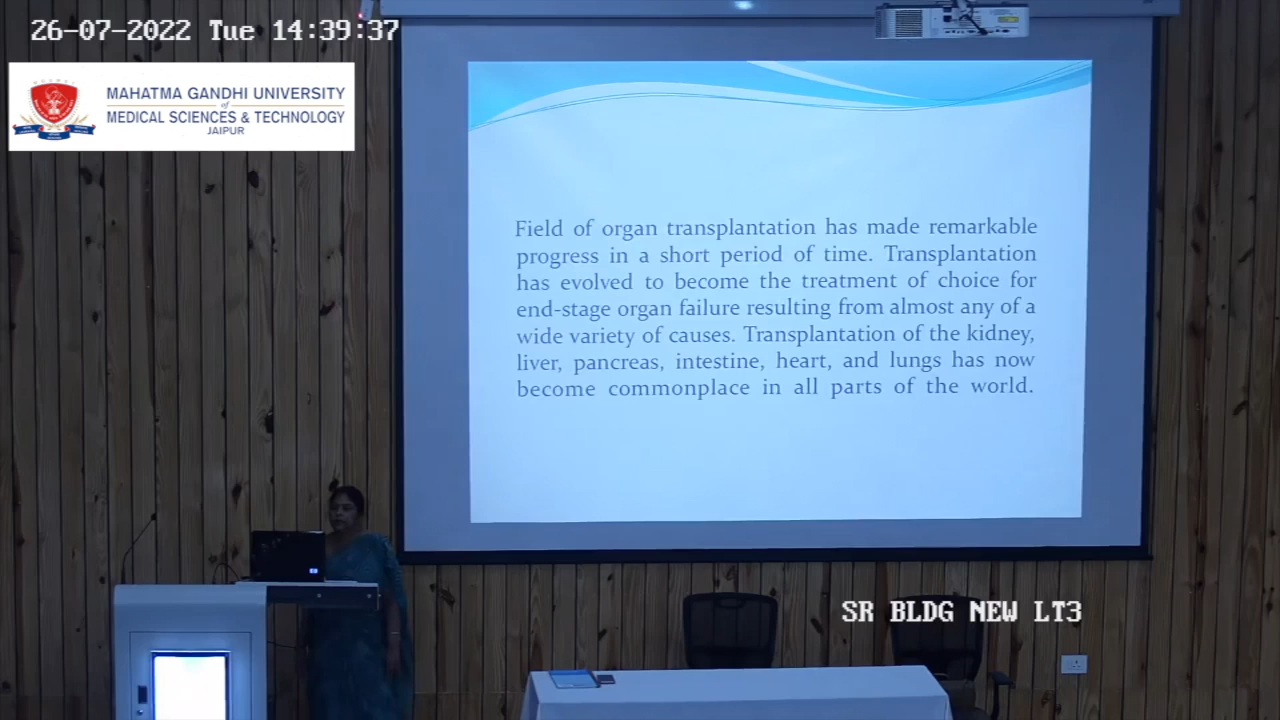 26-07-2022 Tue 14:39:37
MAHATMA GANDHI UNIVERSITY
of
MEDICAL SCIENCES & TECHNOLOGY
JAIPUR
Field of organ transplantation has made remarkable
progress in a short period of time. Transplantation
has evolved to become the treatment of choice for
end-stage organ failure resulting from almost any of a
wide variety of causes. Transplantation of the kidney,
liver, pancreas, intestine, heart, and lungs has now
become commonplace in all parts of the world.
SR BLDG NEW LT3